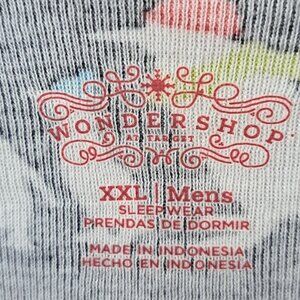 WONDERSHOP
AT TARGET
XXL | Mens
SLEEPWEAR
PRENDAS DE DORMIR
MADE IN INDONESIA
HECHO EN INDONESIA